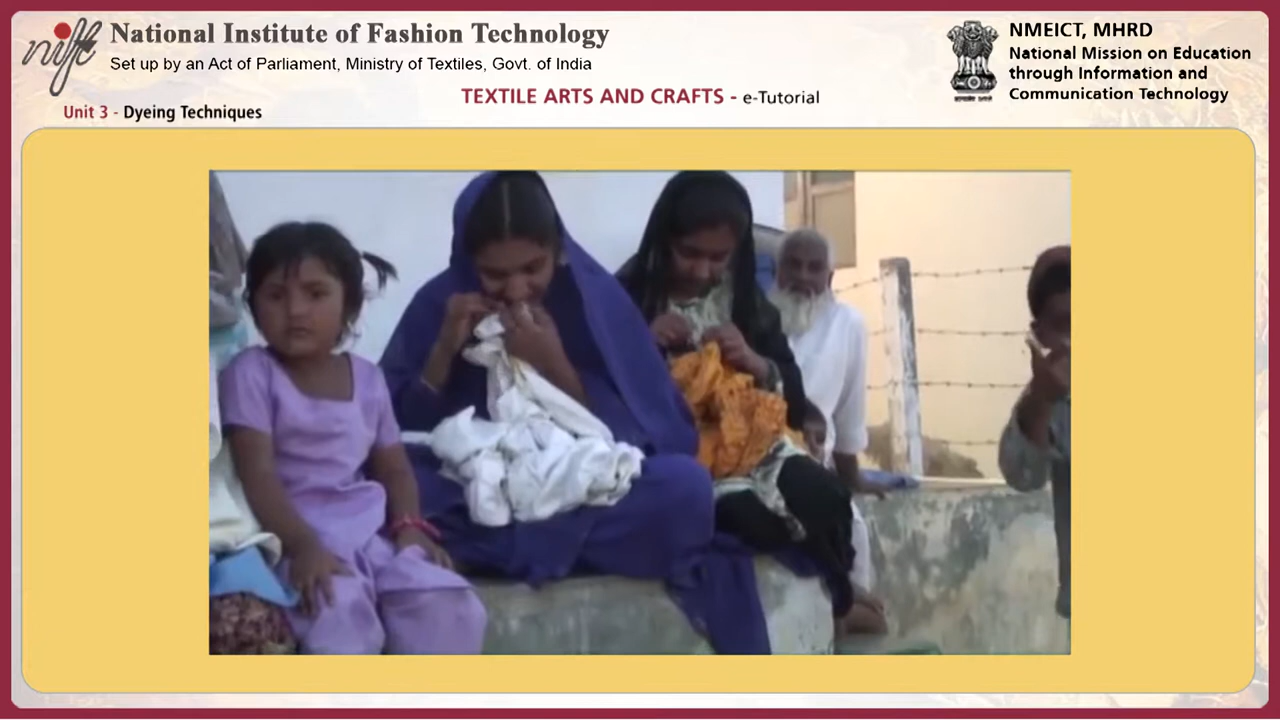 nift
National Institute of Fashion Technology
Set up by an Act of Parliament, Ministry of Textiles, Govt. of India
NMEICT, MHRD
National Mission on Education
through Information and
Communication Technology
TEXTILE ARTS AND CRAFTS - e-Tutorial
Unit 3 - Dyeing Techniques